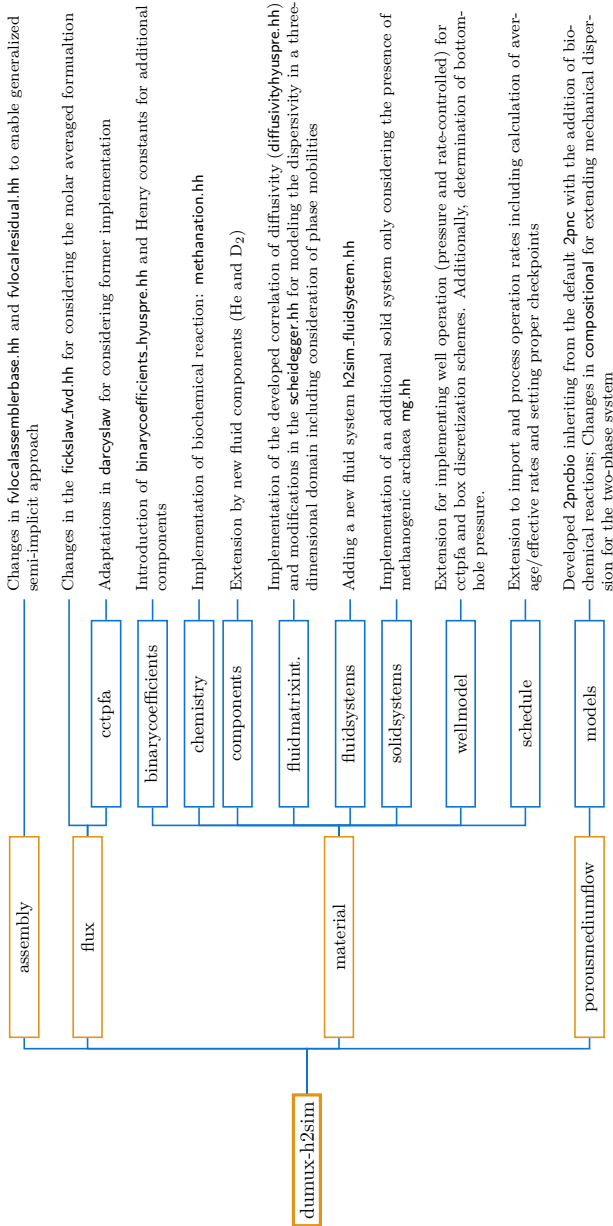 dumux-h2sim
assembly
Changes in fvlocalassemblerbase.hh and fvlocalresidual.hh to enable generalized
semi-implicit approach
flux
Changes in the fickslaw_fwd.hh for considering the molar averaged formualtion
cctpfa
Adaptations in darcyslaw for considering former implementation
material
binarycoefficients
Introduction of binarycoefficients_hyuspre.hh and Henry constants for additional
components
chemistry
Implementation of biochemical reaction: methanation.hh
components
Extension by new fluid components (He and D₂)
fluidmatrixint.
Implementation of the developed correlation of diffusivity (diffusivityhyuspre.hh)
and modifications in the scheidegger.hh for modeling the dispersivity in a three-
dimensional domain including consideration of phase mobilities
fluidsystems
Adding a new fluid system h2sim_fluidsystem.hh
solidsystems
Implementation of an additional solid system only considering the presence of
methanogenic archaea mg.hh
wellmodel
Extension for implementing well operation (pressure and rate-controlled) for
cctpfa and box discretization schemes. Additionally, determination of bottom-
hole pressure.
schedule
Extension to import and process operation rates including calculation of aver-
age/effective rates and setting proper checkpoints
porousmediumflow
models
Developed 2pncbio inheriting from the default 2pnc with the addition of bio-
chemical reactions; Changes in compositional for extending mechanical disper-
sion for the two-phase system